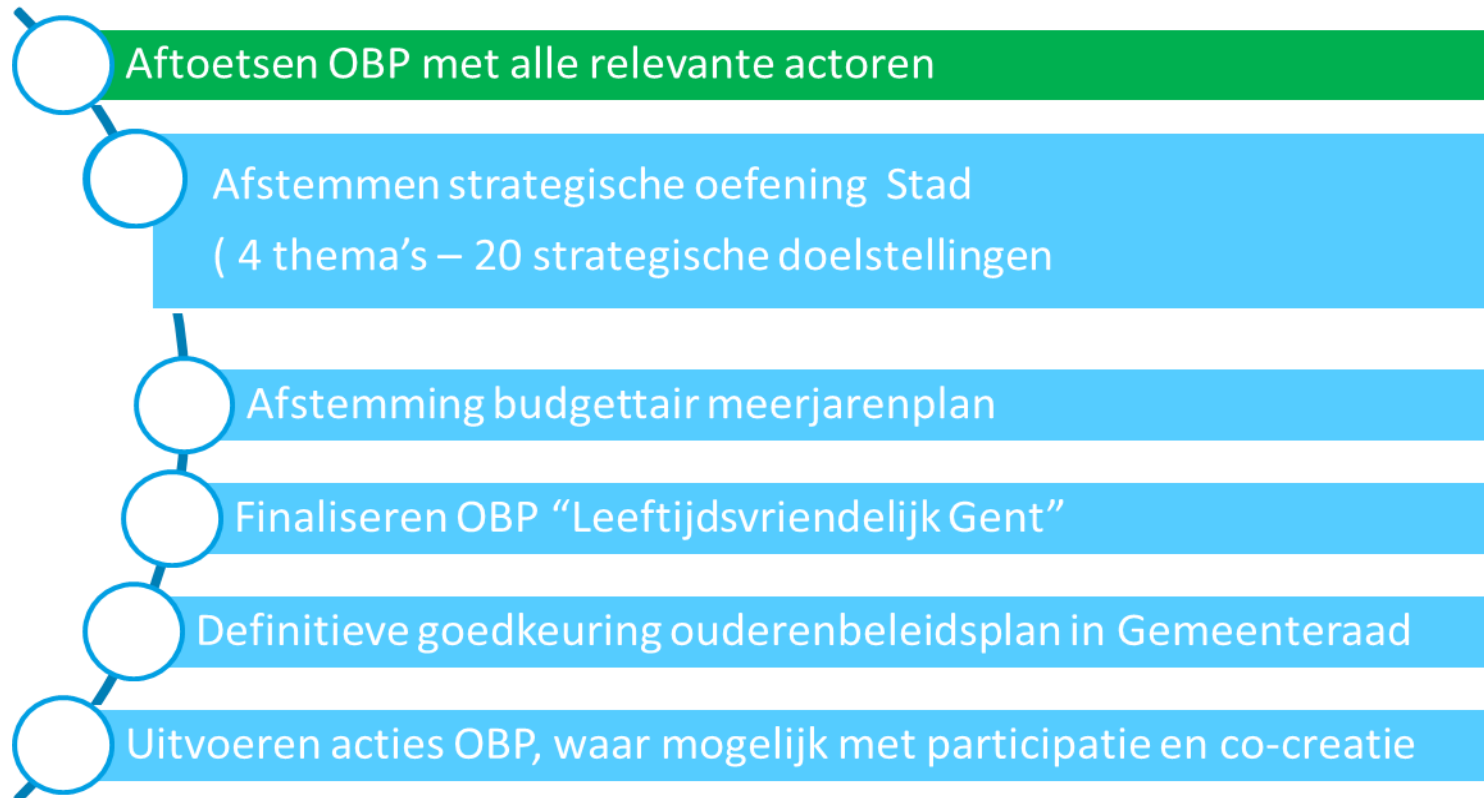 Aftoetsen OBP met alle relevante actoren
Afstemmen strategische oefening Stad
( 4 thema’s – 20 strategische doelstellingen
Afstemming budgettair meerjarenplan
Finaliseren OBP “Leeftijdsvriendelijk Gent”
Definitieve goedkeuring ouderenbeleidsplan in Gemeenteraad
Uitvoeren acties OBP, waar mogelijk met participatie en co-creatie